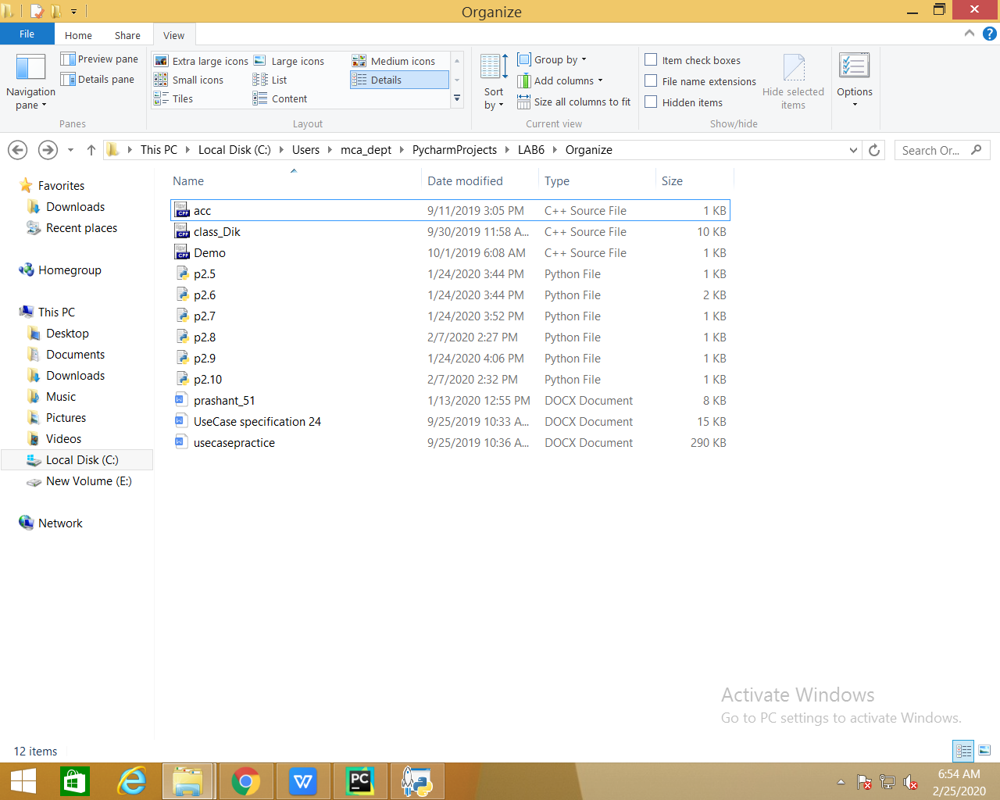 Organize
File Home Share View
Preview pane
Details pane
Navigation pane
Panes
Extra large icons Large icons Medium icons
Small icons List Details
Tiles Content
Layout
Sort by
Group by
Add columns
Size all columns to fit
Current view
Item check boxes
File name extensions
Hidden items
Hide selected items
Show/hide
Options
This PC Local Disk (C:) Users mca_dept PycharmProjects LAB6 Organize
Search Or...
Favorites
Downloads
Recent places
Homegroup
This PC
Desktop
Documents
Downloads
Music
Pictures
Videos
Local Disk (C:)
New Volume (E:)
Network
Name Date modified Type Size
acc 9/11/2019 3:05 PM C++ Source File 1 KB
class_Dik 9/30/2019 11:58 A... C++ Source File 10 KB
Demo 10/1/2019 6:08 AM C++ Source File 1 KB
p2.5 1/24/2020 3:44 PM Python File 1 KB
p2.6 1/24/2020 3:44 PM Python File 2 KB
p2.7 1/24/2020 3:52 PM Python File 1 KB
p2.8 2/7/2020 2:27 PM Python File 1 KB
p2.9 1/24/2020 4:06 PM Python File 1 KB
p2.10 2/7/2020 2:32 PM Python File 1 KB
prashant_51 1/13/2020 12:55 PM DOCX Document 8 KB
UseCase specification 24 9/25/2019 10:33 A... DOCX Document 15 KB
usecasepractice 9/25/2019 10:36 A... DOCX Document 290 KB
Activate Windows
Go to PC settings to activate Windows.
12 items
6:54 AM
2/25/2020